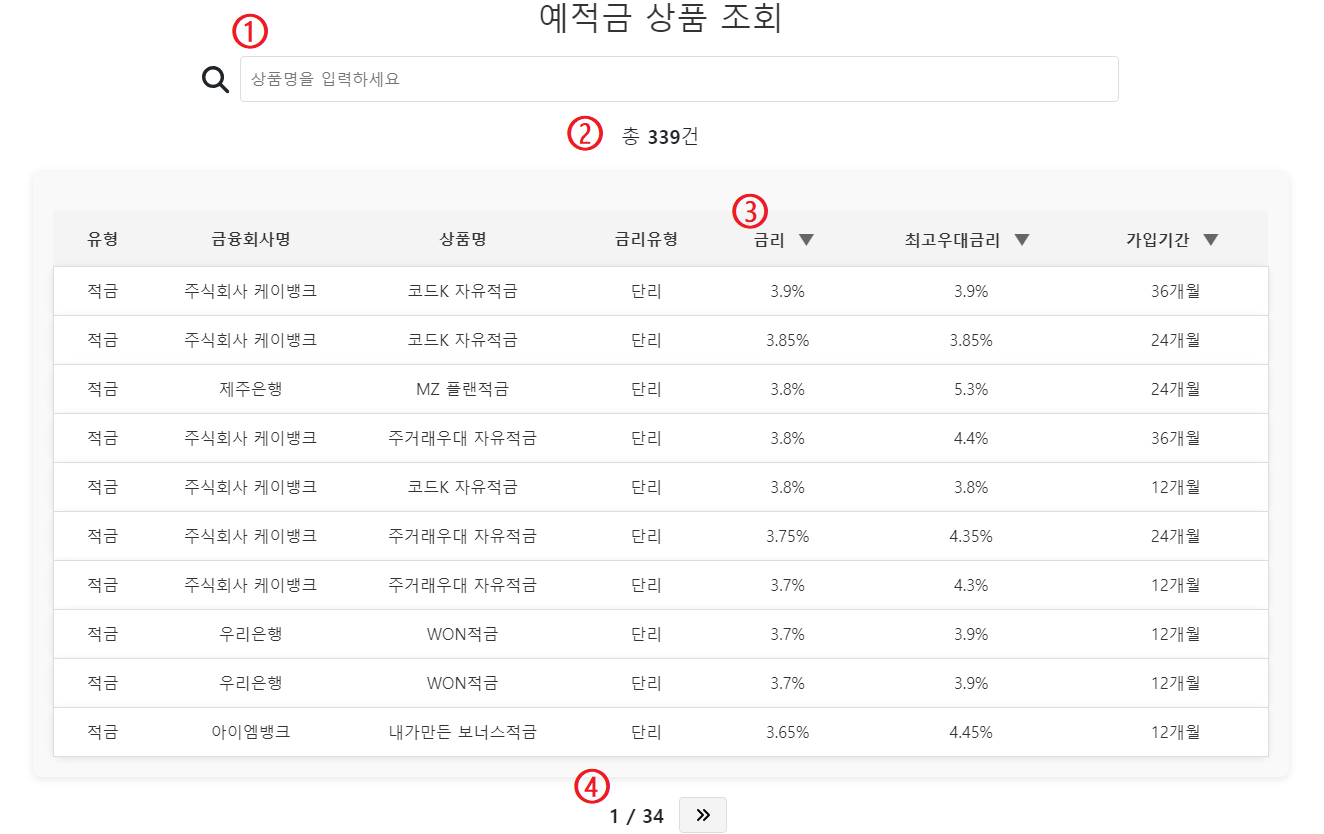 예적금 상품 조회
①
상품명을 입력하세요
② 총 339건
③
유형 금융회사명 상품명 금리유형 금리 ▼ 최고우대금리 ▼ 가입기간 ▼
적금 주식회사 케이뱅크 코드K 자유적금 단리 3.9% 3.9% 36개월
적금 주식회사 케이뱅크 코드K 자유적금 단리 3.85% 3.85% 24개월
적금 제주은행 MZ 플랜적금 단리 3.8% 5.3% 24개월
적금 주식회사 케이뱅크 주거래우대 자유적금 단리 3.8% 4.4% 36개월
적금 주식회사 케이뱅크 코드K 자유적금 단리 3.8% 3.8% 12개월
적금 주식회사 케이뱅크 주거래우대 자유적금 단리 3.75% 4.35% 24개월
적금 주식회사 케이뱅크 주거래우대 자유적금 단리 3.7% 4.3% 12개월
적금 우리은행 WON적금 단리 3.7% 3.9% 12개월
적금 우리은행 WON적금 단리 3.7% 3.9% 12개월
적금 아이엠뱅크 내가만든 보너스적금 단리 3.65% 4.45% 12개월
④
1 / 34 »